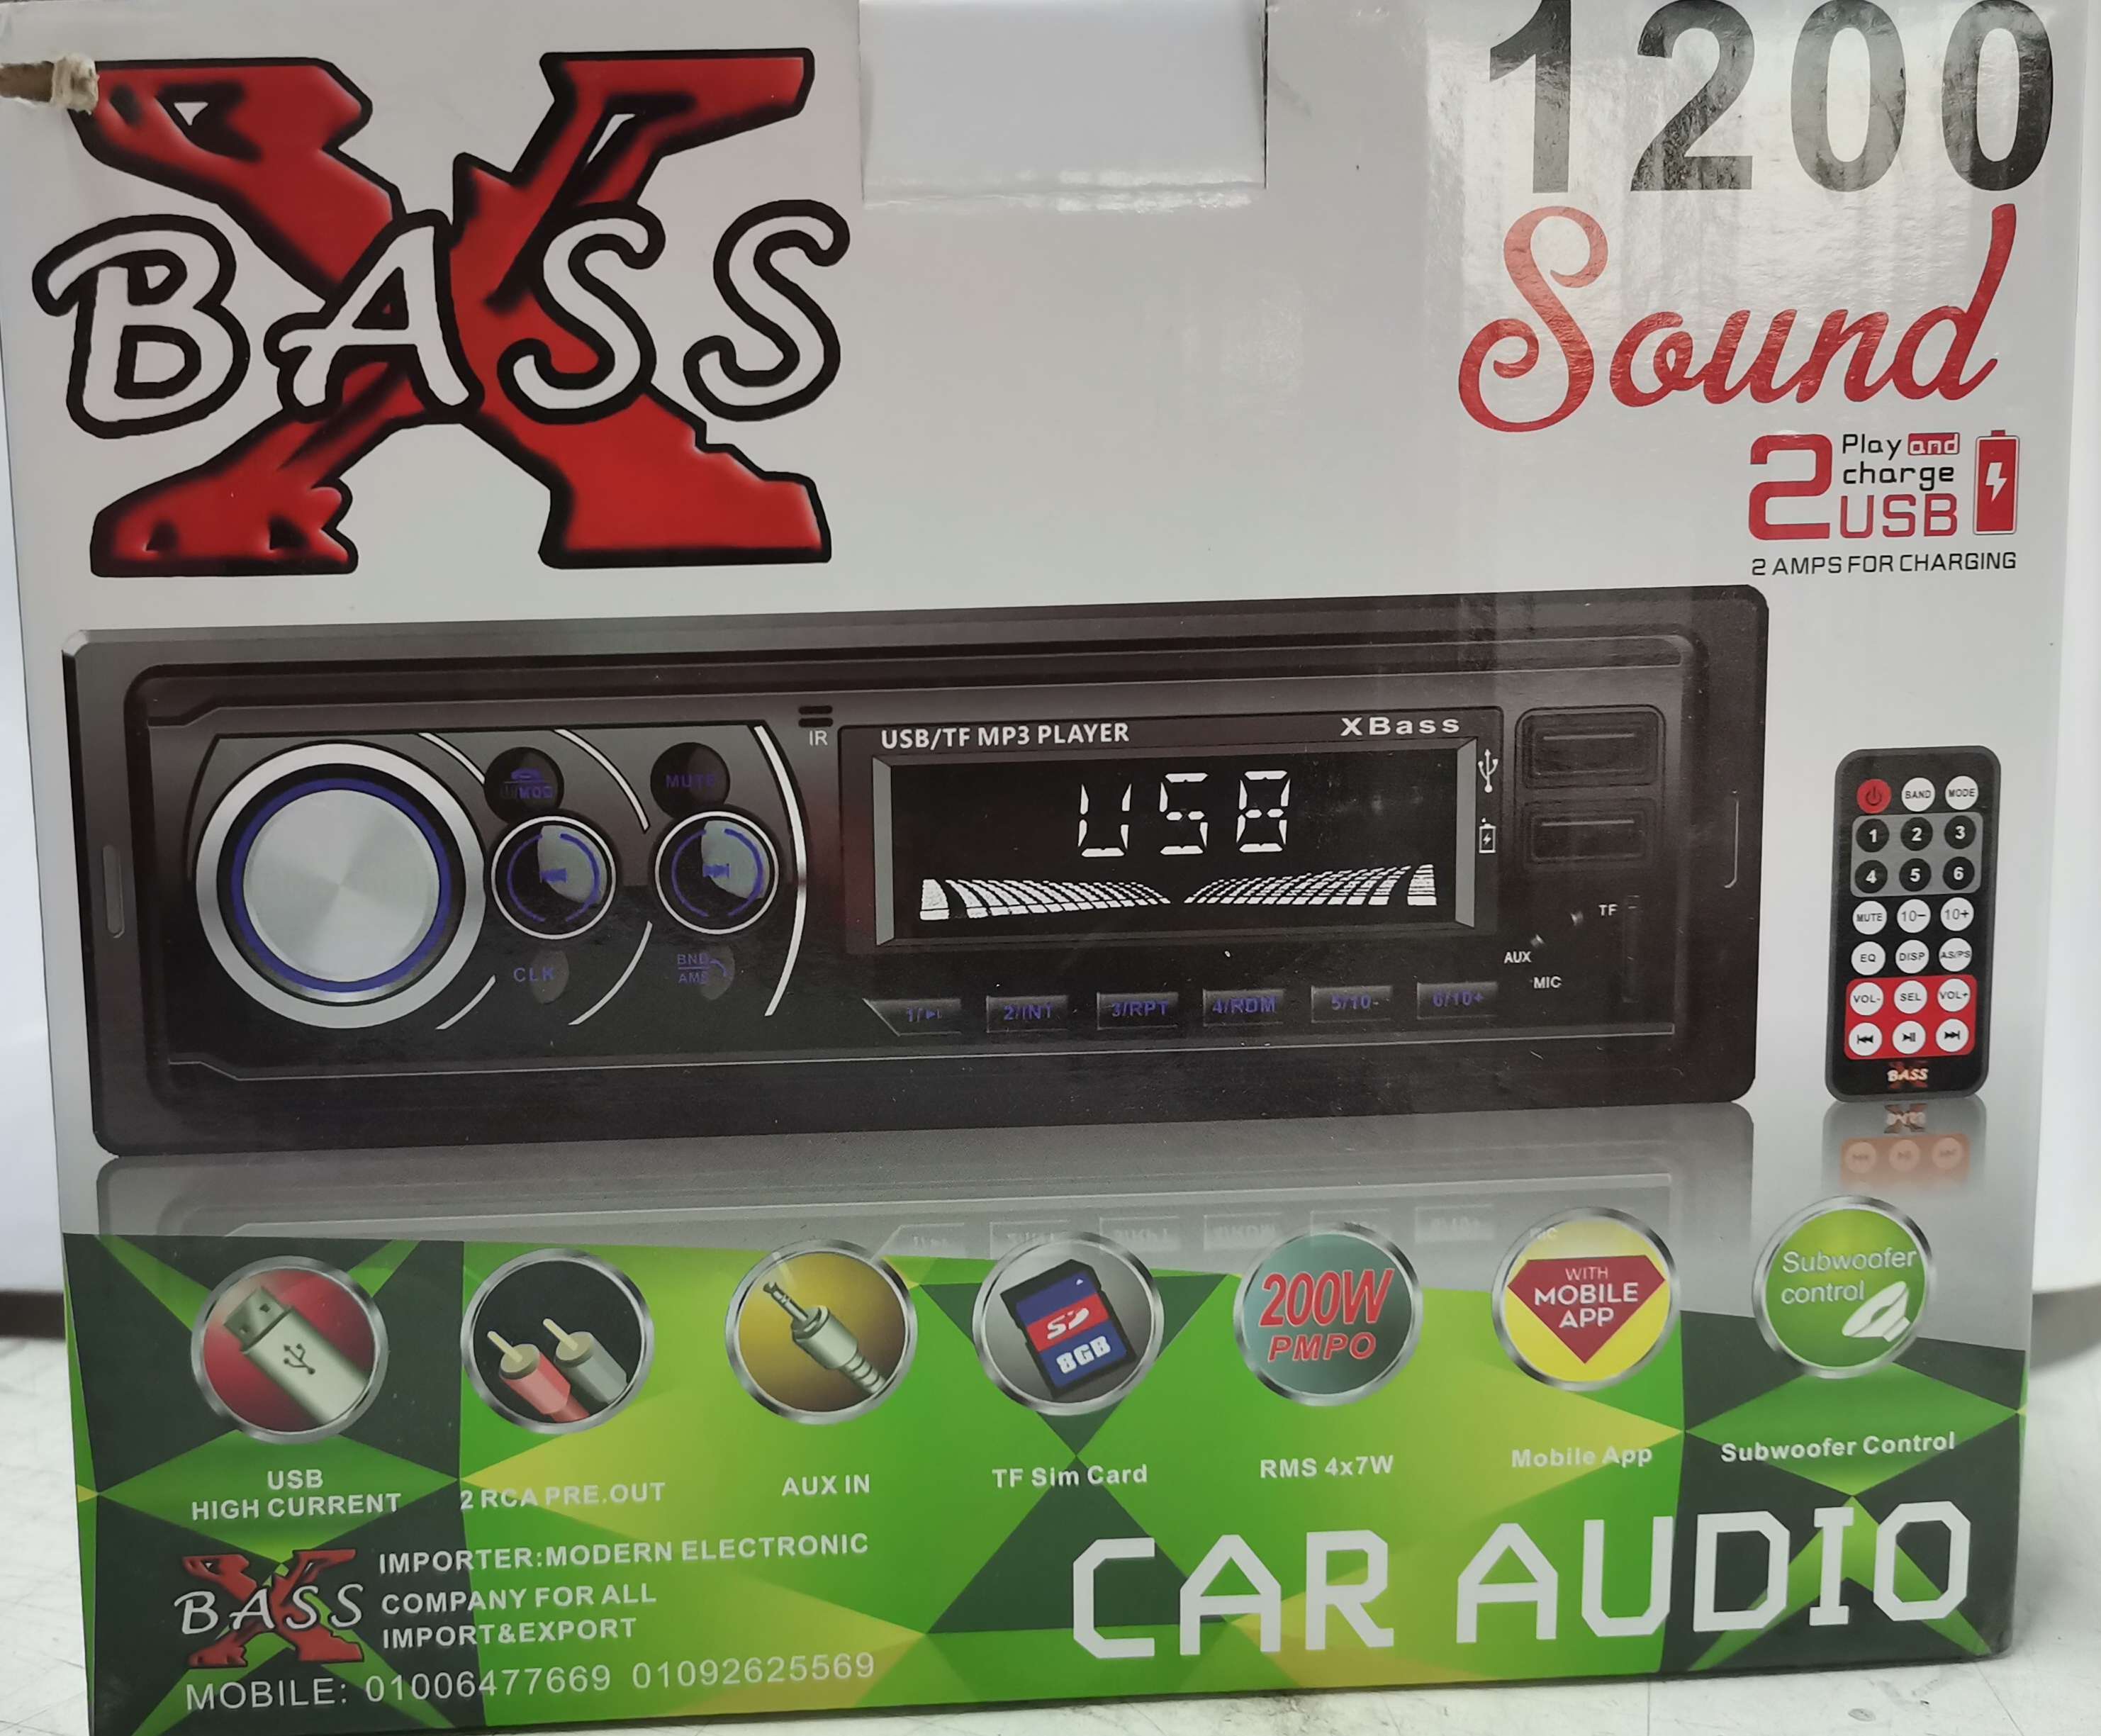 X
BASS
1200
Sound
2 Play and
charge
USB
2 AMPS FOR CHARGING
IR
USB/TF MP3 PLAYER
XBass
MUTE
USB
CLK
BND
AMS
TF
AUX
MIC
1/
2/INT
3/RPT
4/RDM
5/10-
6/10+
BAND MODE
1 2 3
4 5 6
MUTE 10- 10+
EQ DISP AS/PS
VOL- SEL VOL+
X
BASS
SD
8GB
200W
PMPO
WITH
MOBILE
APP
Subwoofer
control
USB
HIGH CURRENT
2 RCA PRE.OUT
AUX IN
TF Sim Card
RMS 4x7W
Mobile App
Subwoofer Control
X
BASS
IMPORTER:MODERN ELECTRONIC
COMPANY FOR ALL
IMPORT&EXPORT
MOBILE: 01006477669 01092625569
CAR AUDIO